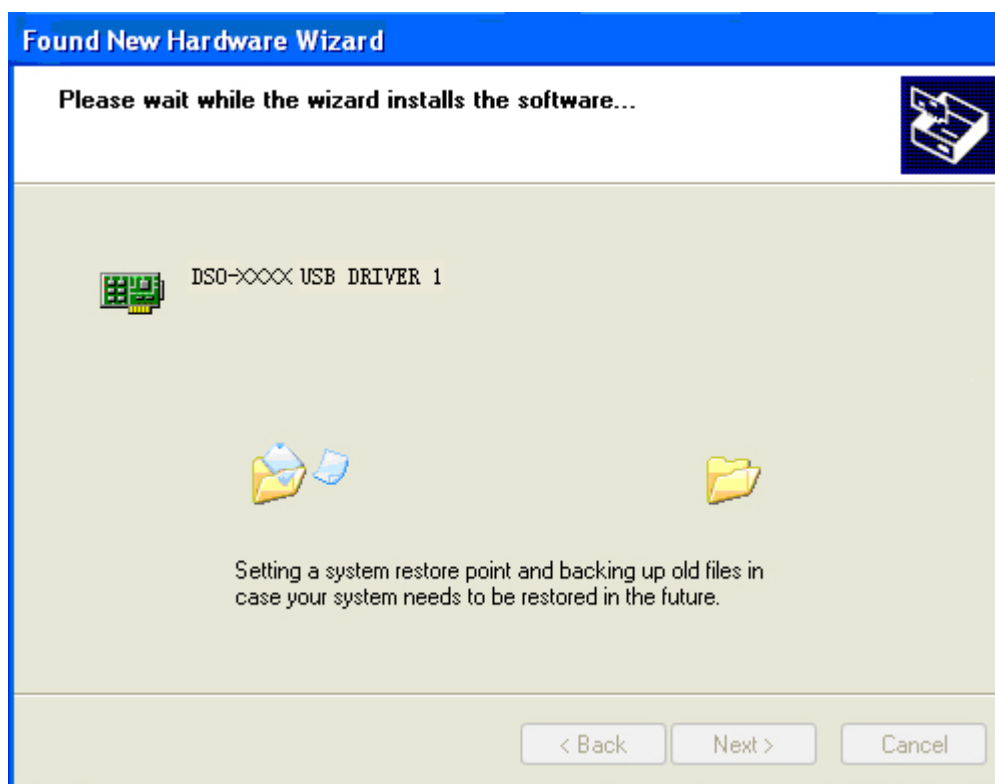 Found New Hardware Wizard
Please wait while the wizard installs the software...
DSO-XXXX USB DRIVER 1
Setting a system restore point and backing up old files in
case your system needs to be restored in the future.
< Back
Next >
Cancel